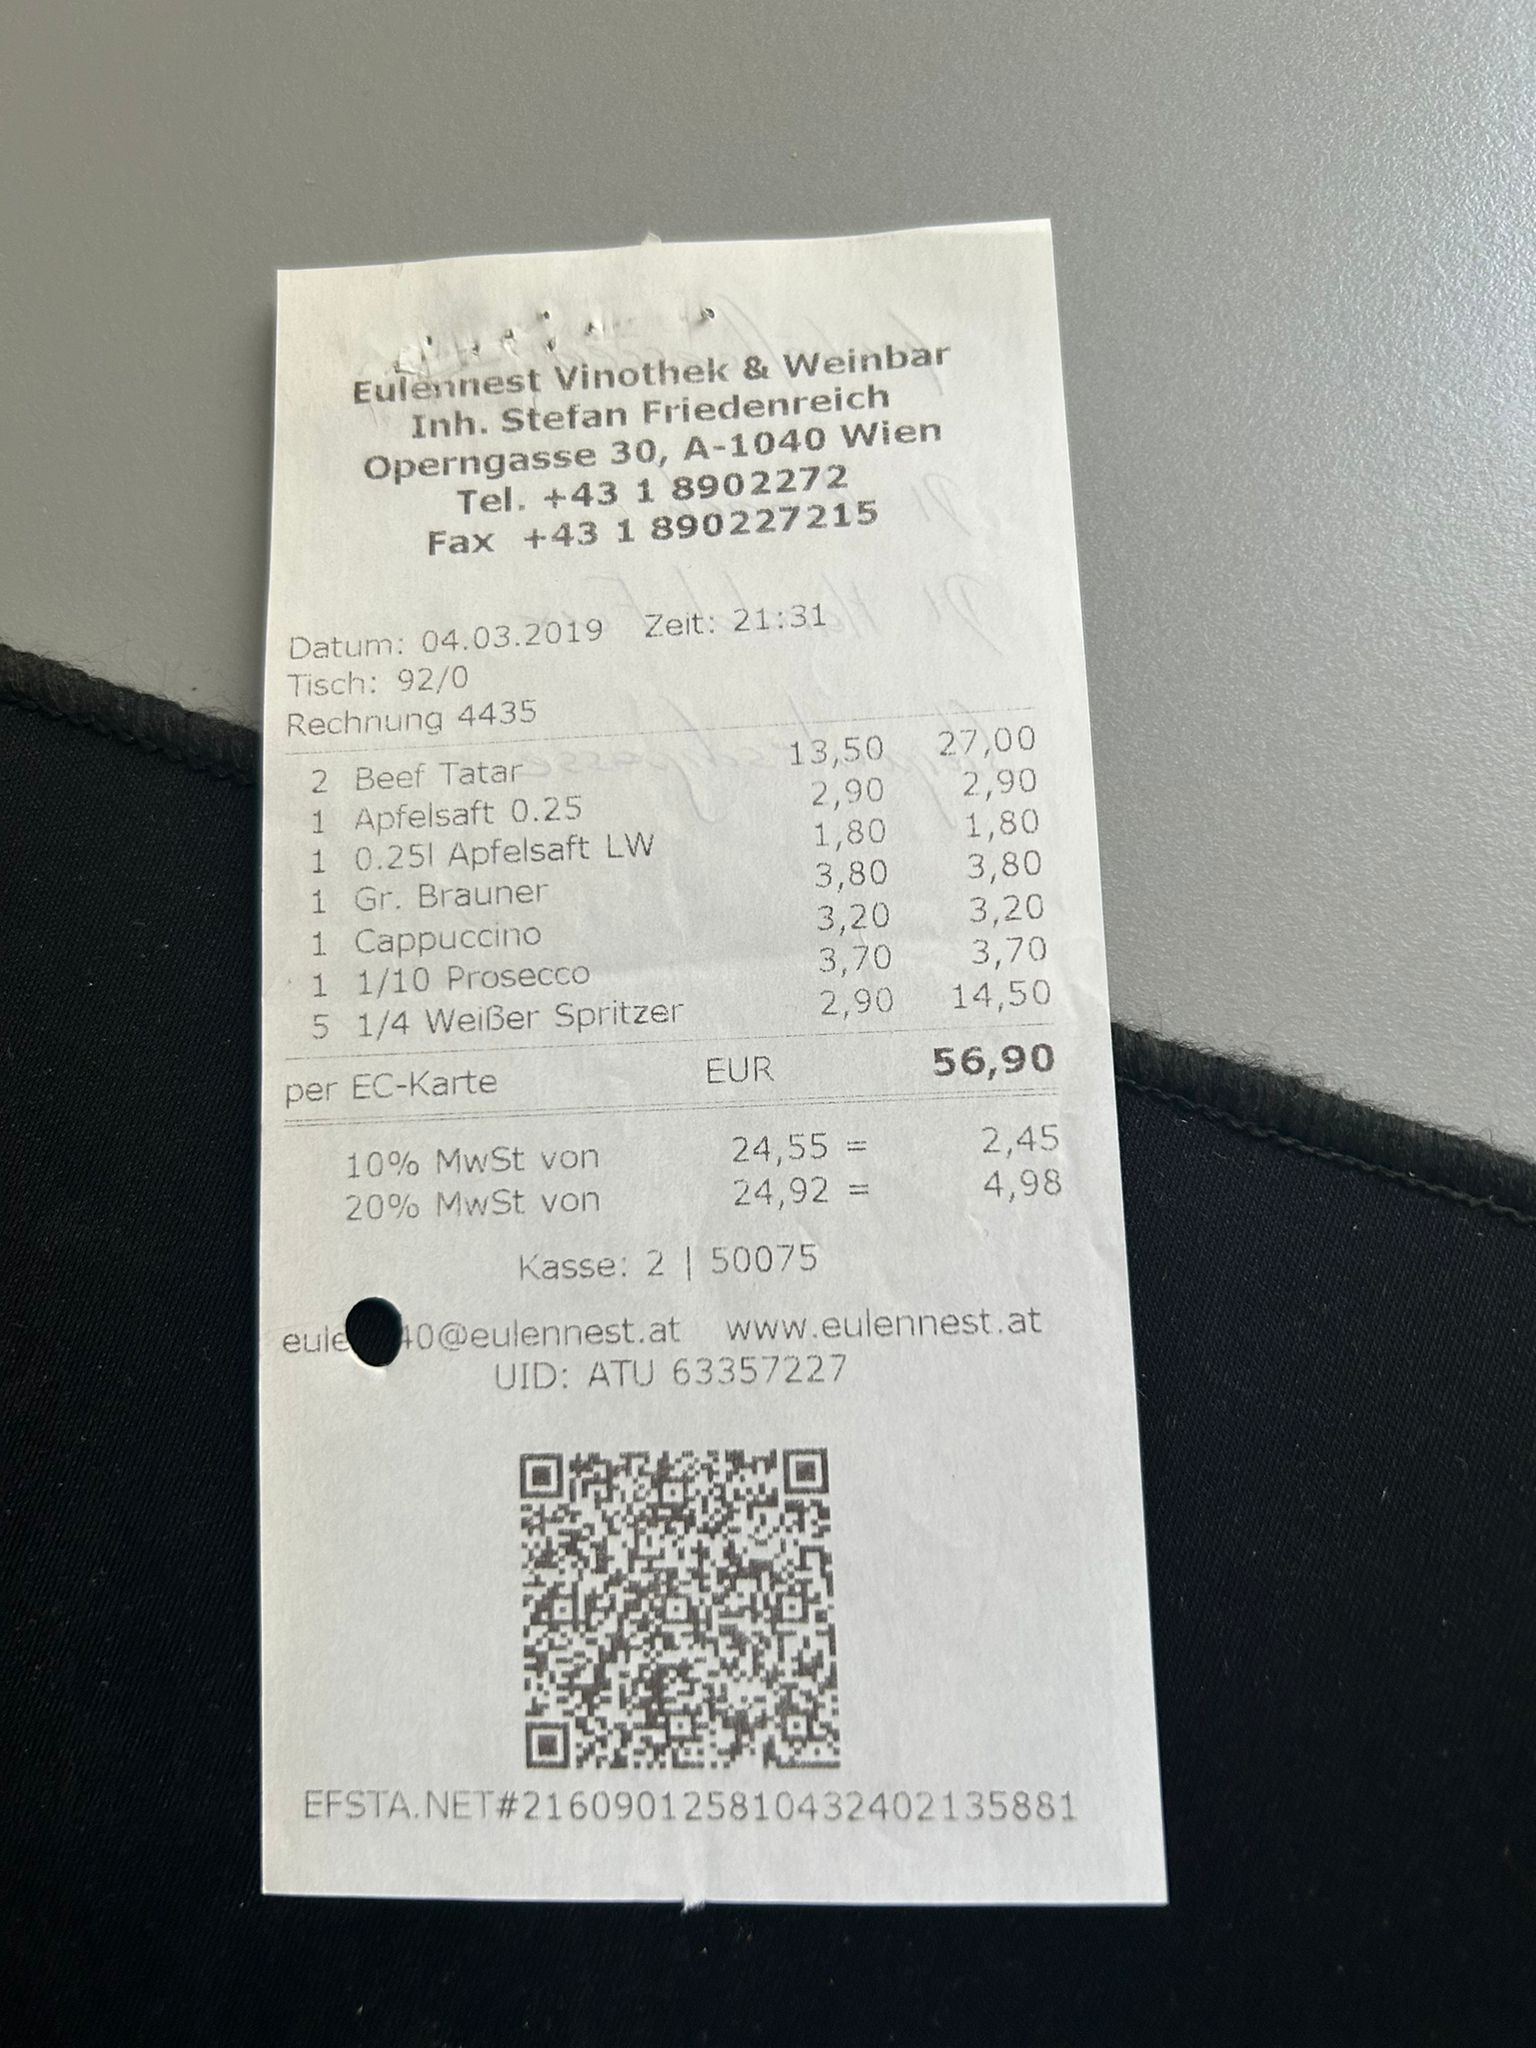 Eulennest Vinothek & Weinbar
Inh. Stefan Friedenreich
Operngasse 30, A-1040 Wien
Tel. +43 1 8902272
Fax +43 1 890227215
Datum: 04.03.2019 Zeit: 21:31
Tisch: 92/0
Rechnung 4435
2 Beef Tatar 13,50 27,00
1 Apfelsaft 0.25 2,90 2,90
1 0.25l Apfelsaft LW 1,80 1,80
1 Gr. Brauner 3,80 3,80
1 Cappuccino 3,20 3,20
1 1/10 Prosecco 3,70 3,70
5 1/4 Weißer Spritzer 2,90 14,50
per EC-Karte EUR 56,90
10% MwSt von 24,55 = 2,45
20% MwSt von 24,92 = 4,98
Kasse: 2 | 50075
www.eulennest.at
UID: ATU 63357227
EFSTA.NET#216090125810432402135881